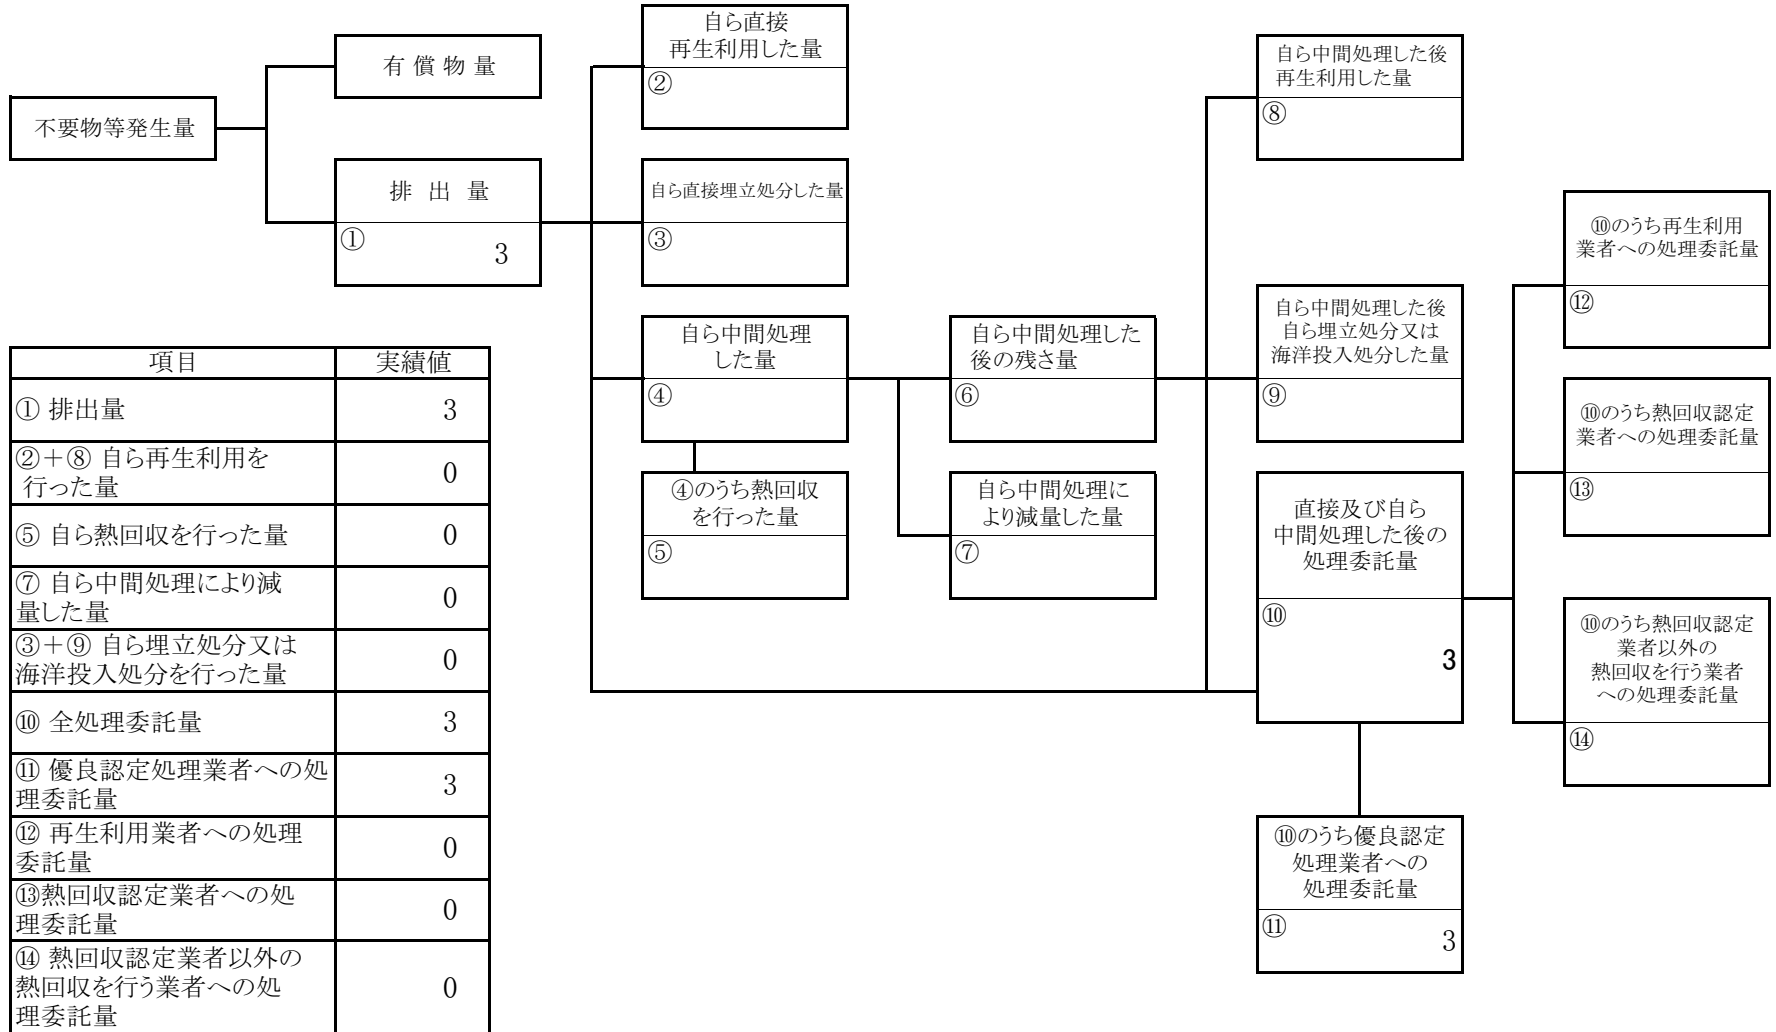 不要物等発生量
有 償 物 量
排 出 量
①
3
自ら直接
再生利用した量
②
自ら直接埋立処分した量
③
自ら中間処理
した量
④
④のうち熱回収
を行った量
⑤
自ら中間処理した
後の残さ量
⑥
自ら中間処理に
より減量した量
⑦
自ら中間処理した後
再生利用した量
⑧
自ら中間処理した後
自ら埋立処分又は
海洋投入処分した量
⑨
直接及び自ら
中間処理した後の
処理委託量
⑩
3
⑩のうち優良認定
処理業者への
処理委託量
⑪
3
⑩のうち再生利用
業者への処理委託量
⑫
⑩のうち熱回収認定
業者への処理委託量
⑬
⑩のうち熱回収認定
業者以外の
熱回収を行う業者
への処理委託量
⑭
項目 実績値
① 排出量 3
②＋⑧ 自ら再生利用を
行った量 0
⑤ 自ら熱回収を行った量 0
⑦ 自ら中間処理により減
量した量 0
③＋⑨ 自ら埋立処分又は
海洋投入処分を行った量 0
⑩ 全処理委託量 3
⑪ 優良認定処理業者への処
理委託量 3
⑫ 再生利用業者への処理
委託量 0
⑬熱回収認定業者への処
理委託量 0
⑭ 熱回収認定業者以外の
熱回収を行う業者への処
理委託量 0